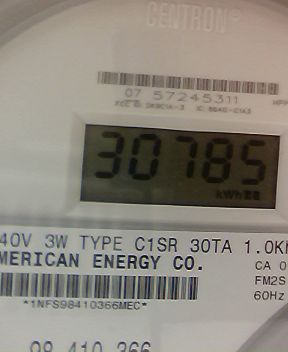 CENTRON®
07 57245311
30785
kWh
40V 3W TYPE C1SR 30TA 1.0K
MERICAN ENERGY CO.
CA 0
FM2S
60Hz
*1NFS98410366MEC*
98 410 366